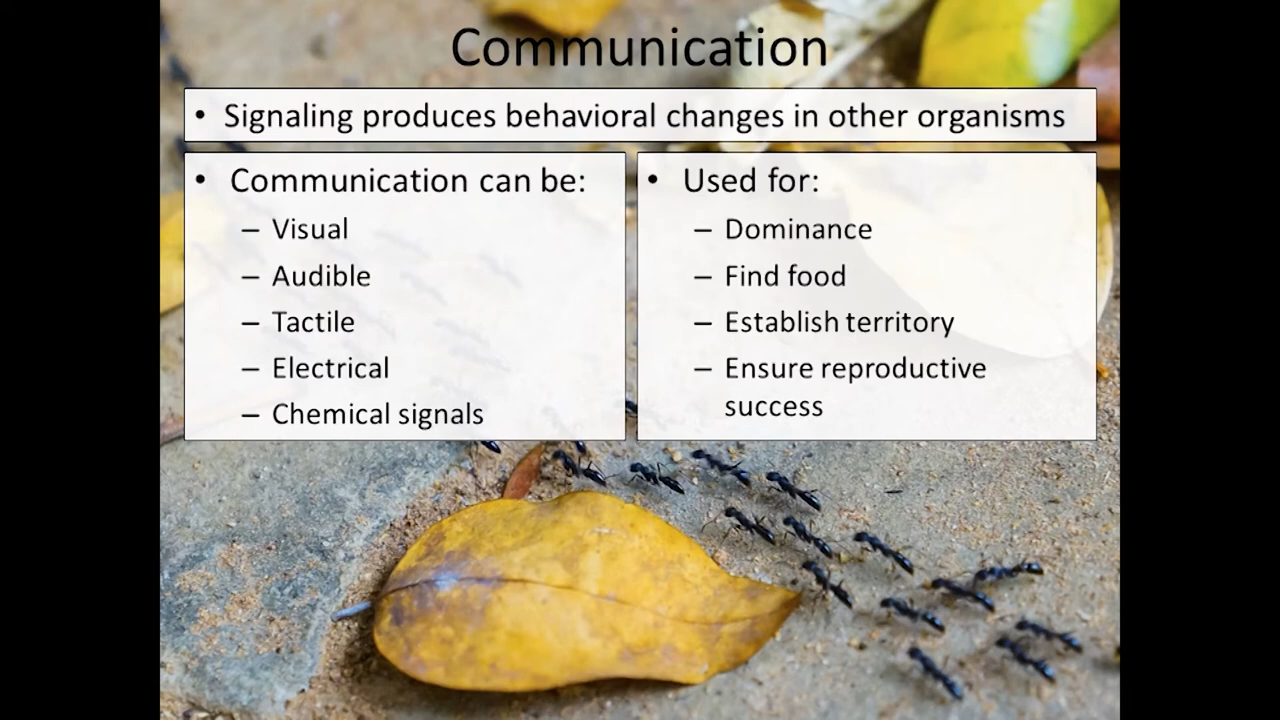 Communication
• Signaling produces behavioral changes in other organisms
• Communication can be:
– Visual
– Audible
– Tactile
– Electrical
– Chemical signals
• Used for:
– Dominance
– Find food
– Establish territory
– Ensure reproductive
success